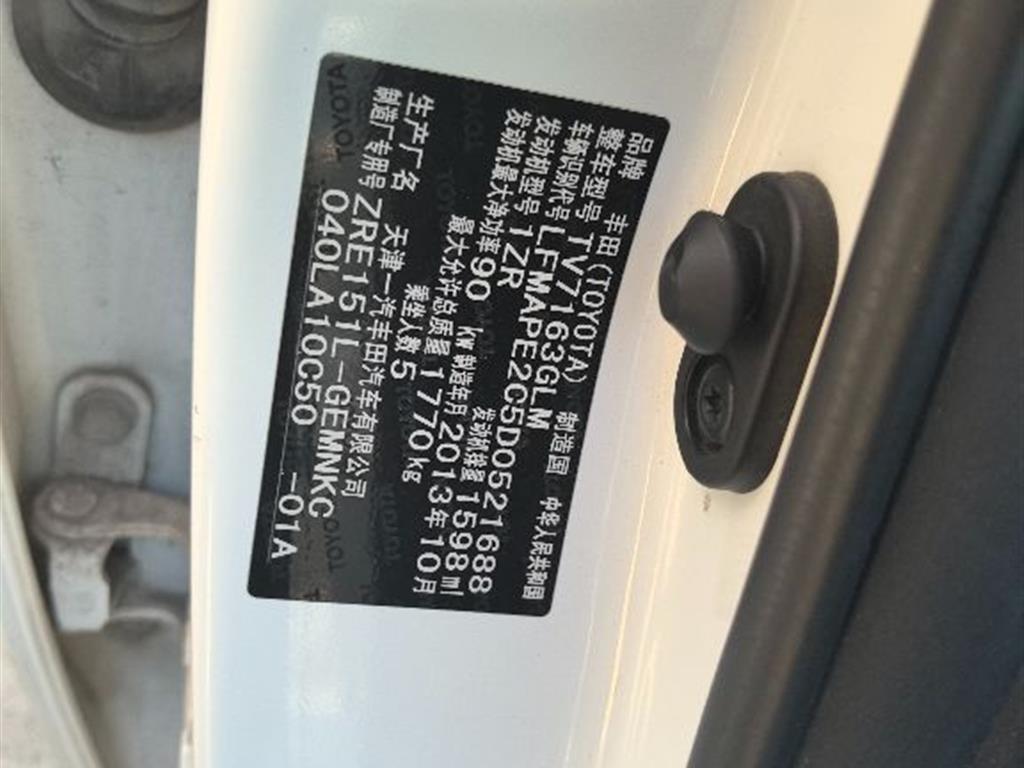 品牌 丰田(TOYOTA) 制造国 中华人民共和国
整车型号 TV7163GLM
车辆识别代号 LFMAPE2C5D0521688
发动机型号 1ZR 发动机排量 1598ml
发动机最大净功率 90 kW 制造年月 2013年10月
最大允许总质量 1770kg
乘坐人数 5
生产厂名 天津一汽丰田汽车有限公司
制造厂专用号 ZRE151L-GEMNKC
040LA10C50 -01A